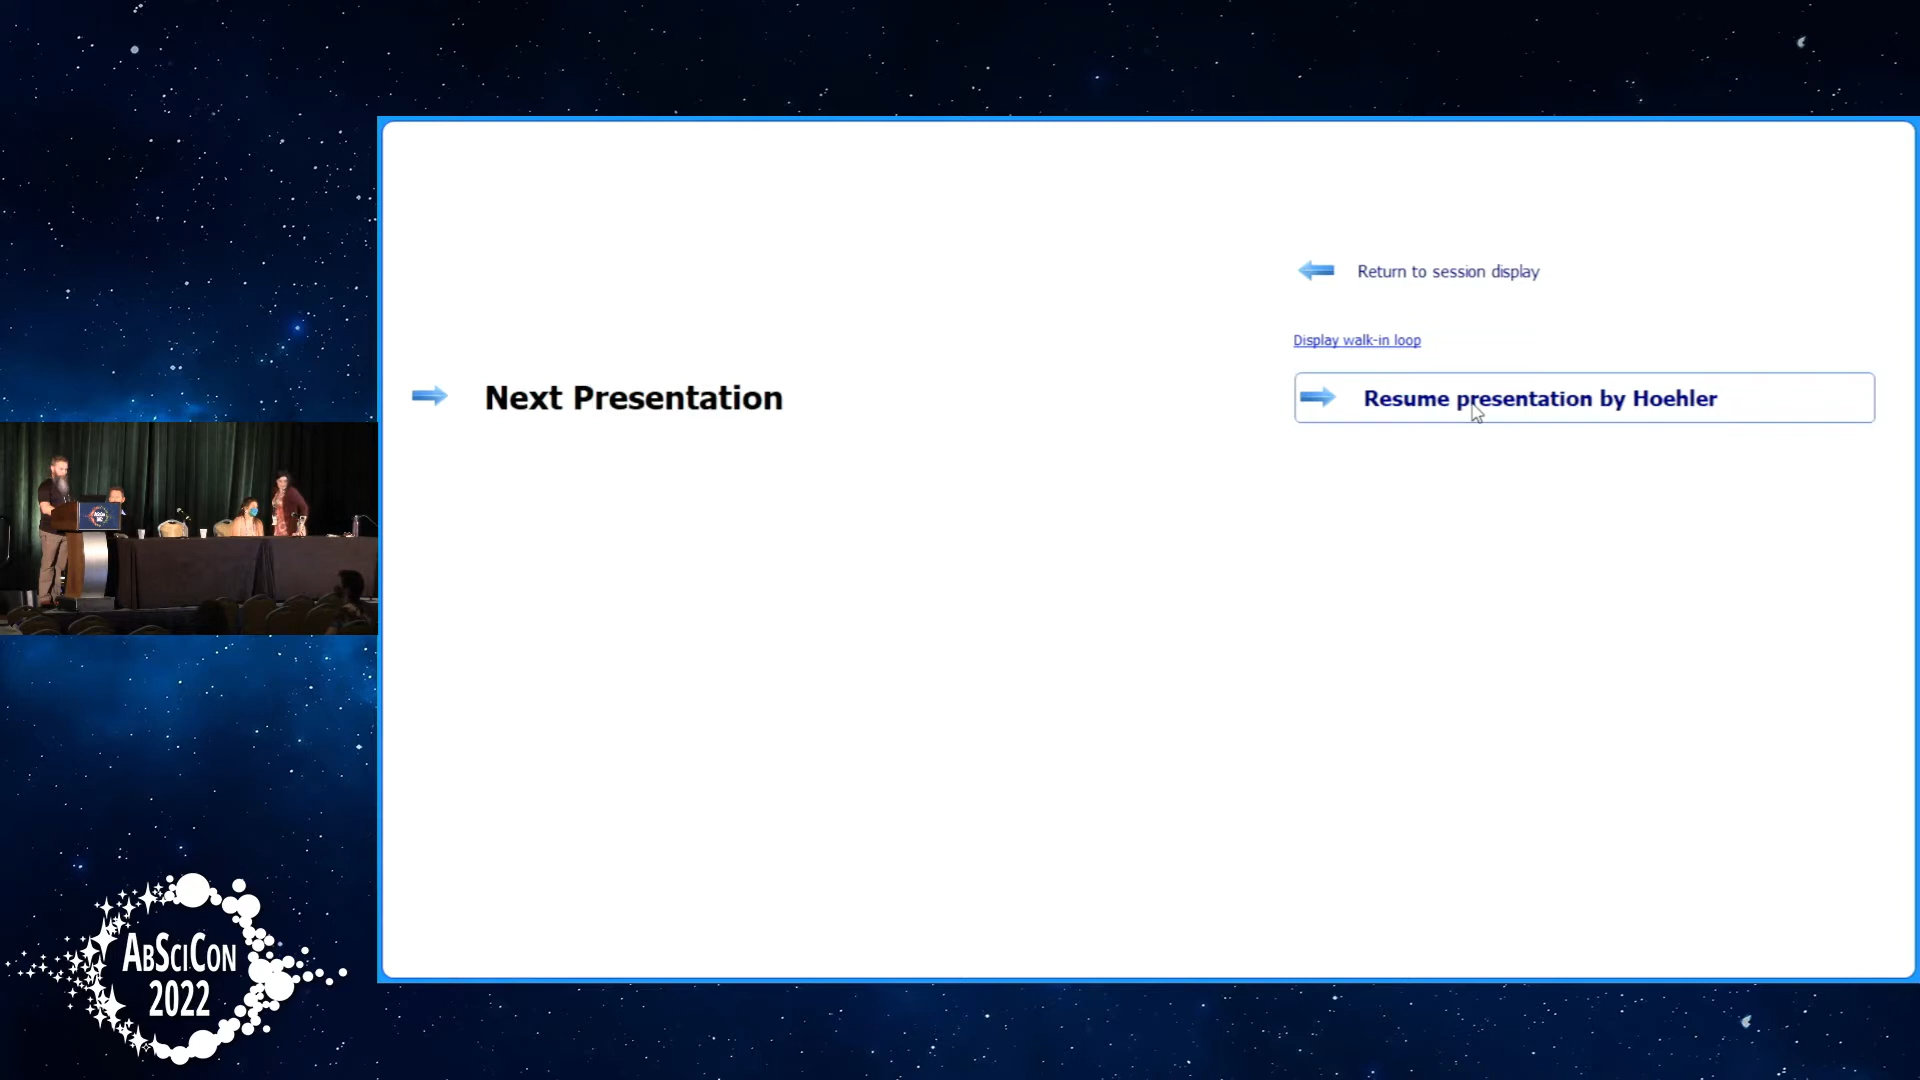 Return to session display
Display walk-in loop
Next Presentation
Resume presentation by Hoehler
AbSciCon
2022